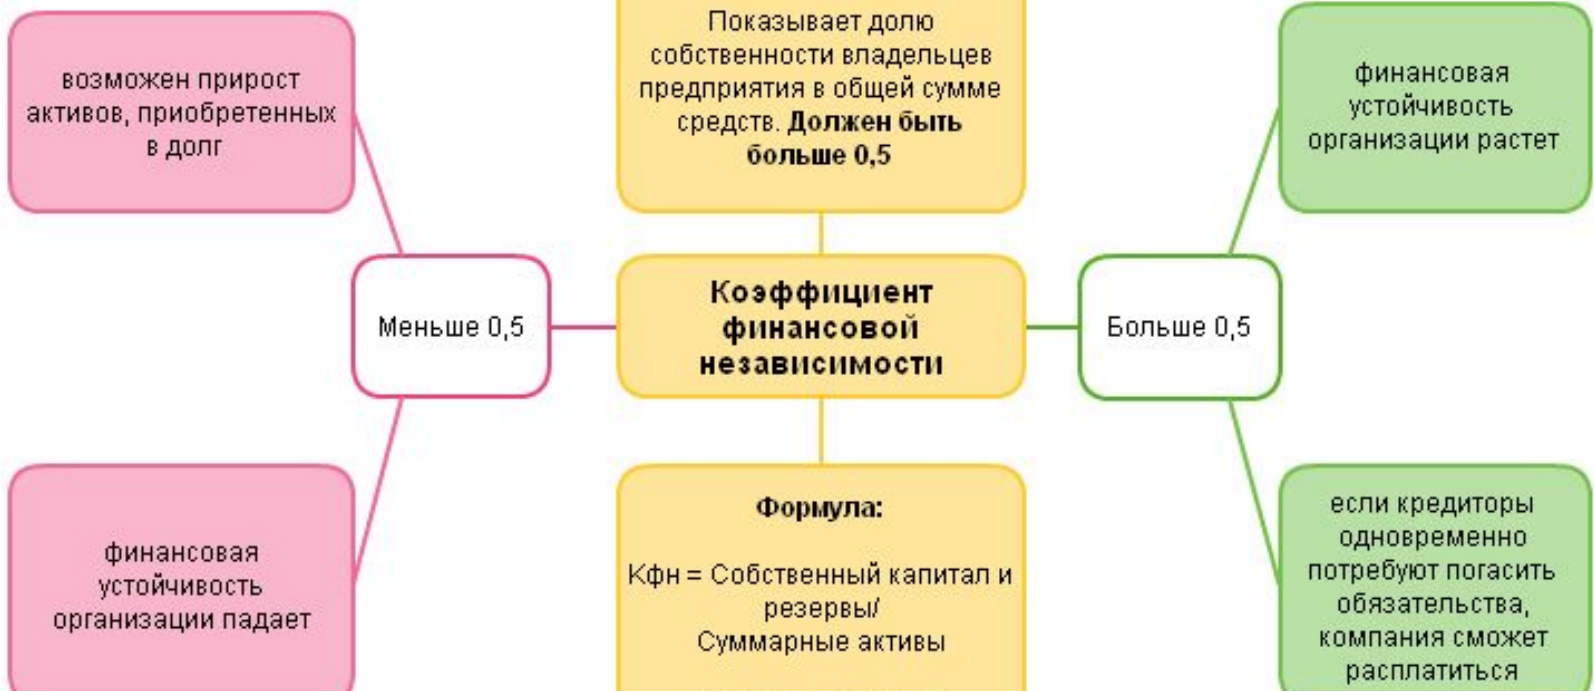 возможен прирост
активов, приобретенных
в долг
Показывает долю
собственности владельцев
предприятия в общей сумме
средств. Должен быть
больше 0,5
финансовая
устойчивость
организации растет
Меньше 0,5
Коэффициент
финансовой
независимости
Больше 0,5
финансовая
устойчивость
организации падает
Формула:
Кфн = Собственный капитал и
резервы/
Суммарные активы
если кредиторы
одновременно
потребуют погасить
обязательства,
компания сможет
расплатиться